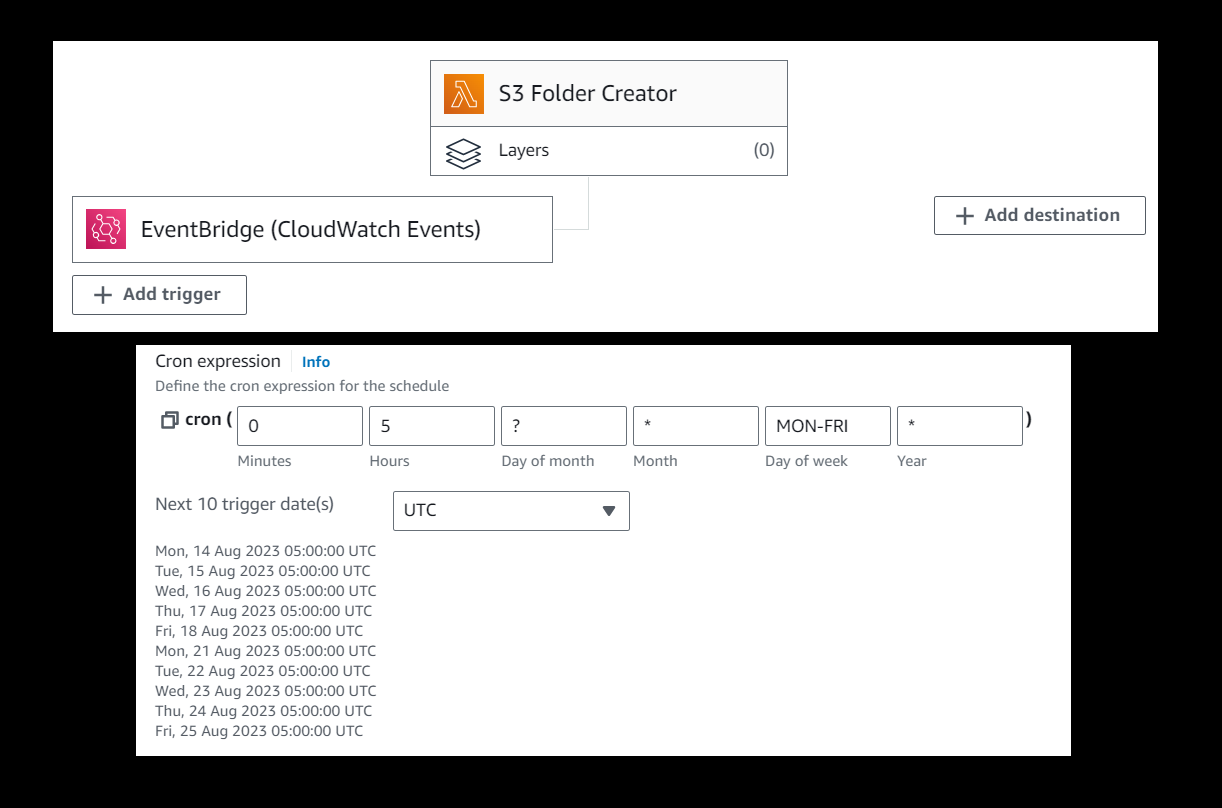 S3 Folder Creator
Layers (0)
EventBridge (CloudWatch Events)
+ Add destination
+ Add trigger
Cron expression Info
Define the cron expression for the schedule
cron ( 0 5 ? * MON-FRI * )
Minutes Hours Day of month Month Day of week Year
Next 10 trigger date(s) UTC
Mon, 14 Aug 2023 05:00:00 UTC
Tue, 15 Aug 2023 05:00:00 UTC
Wed, 16 Aug 2023 05:00:00 UTC
Thu, 17 Aug 2023 05:00:00 UTC
Fri, 18 Aug 2023 05:00:00 UTC
Mon, 21 Aug 2023 05:00:00 UTC
Tue, 22 Aug 2023 05:00:00 UTC
Wed, 23 Aug 2023 05:00:00 UTC
Thu, 24 Aug 2023 05:00:00 UTC
Fri, 25 Aug 2023 05:00:00 UTC